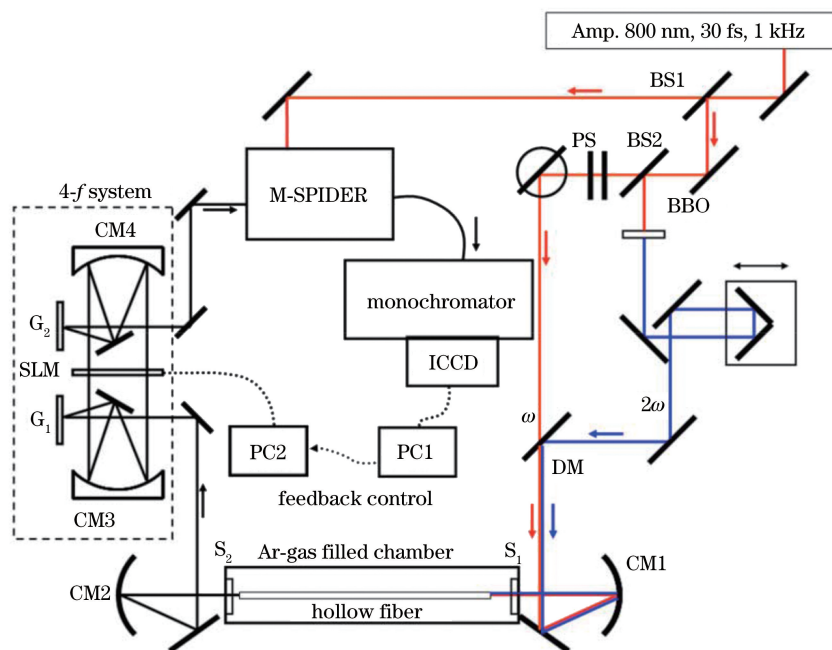 Amp. 800 nm, 30 fs, 1 kHz
BS1
PS
BS2
BBO
4-f system
M-SPIDER
CM4
monochromator
G₂
ICCD
SLM
G₁
ω
2ω
PC2
PC1
DM
feedback control
CM3
S₂
Ar-gas filled chamber
S₁
CM1
CM2
hollow fiber